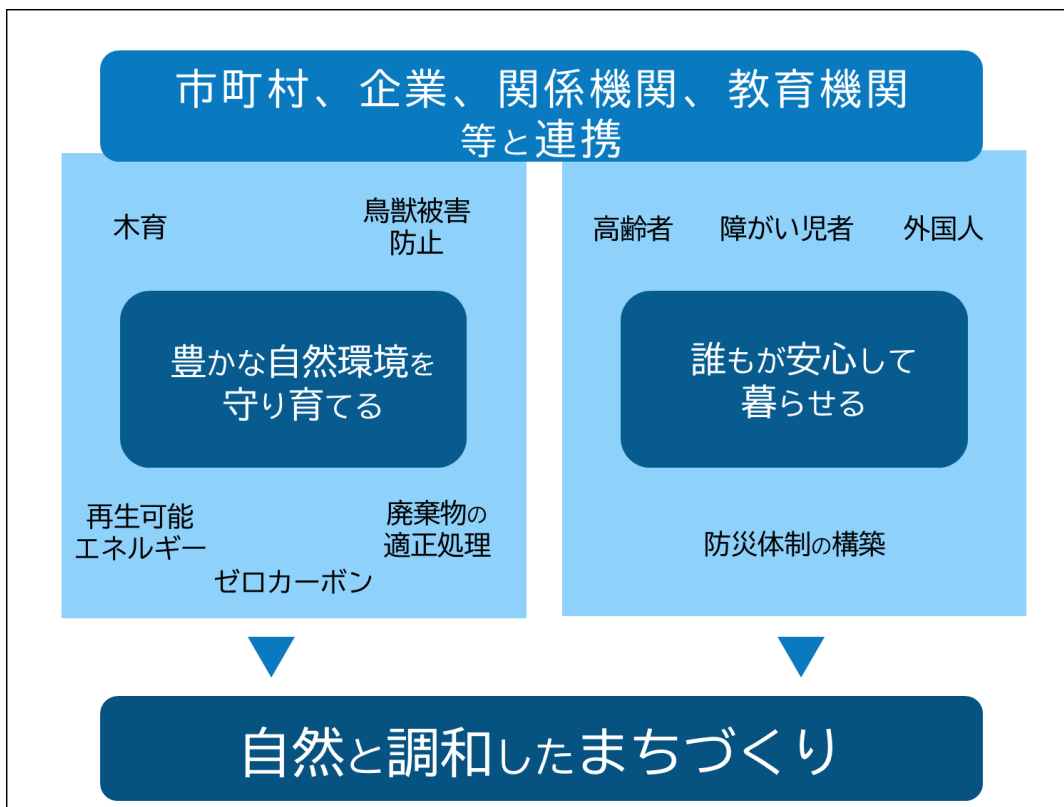 市町村、企業、関係機関、教育機関
等と連携
木育
鳥獣被害
防止
豊かな自然環境を
守り育てる
再生可能
エネルギー
ゼロカーボン
廃棄物の
適正処理
高齢者
障がい児者
外国人
誰もが安心して
暮らせる
防災体制の構築
自然と調和したまちづくり